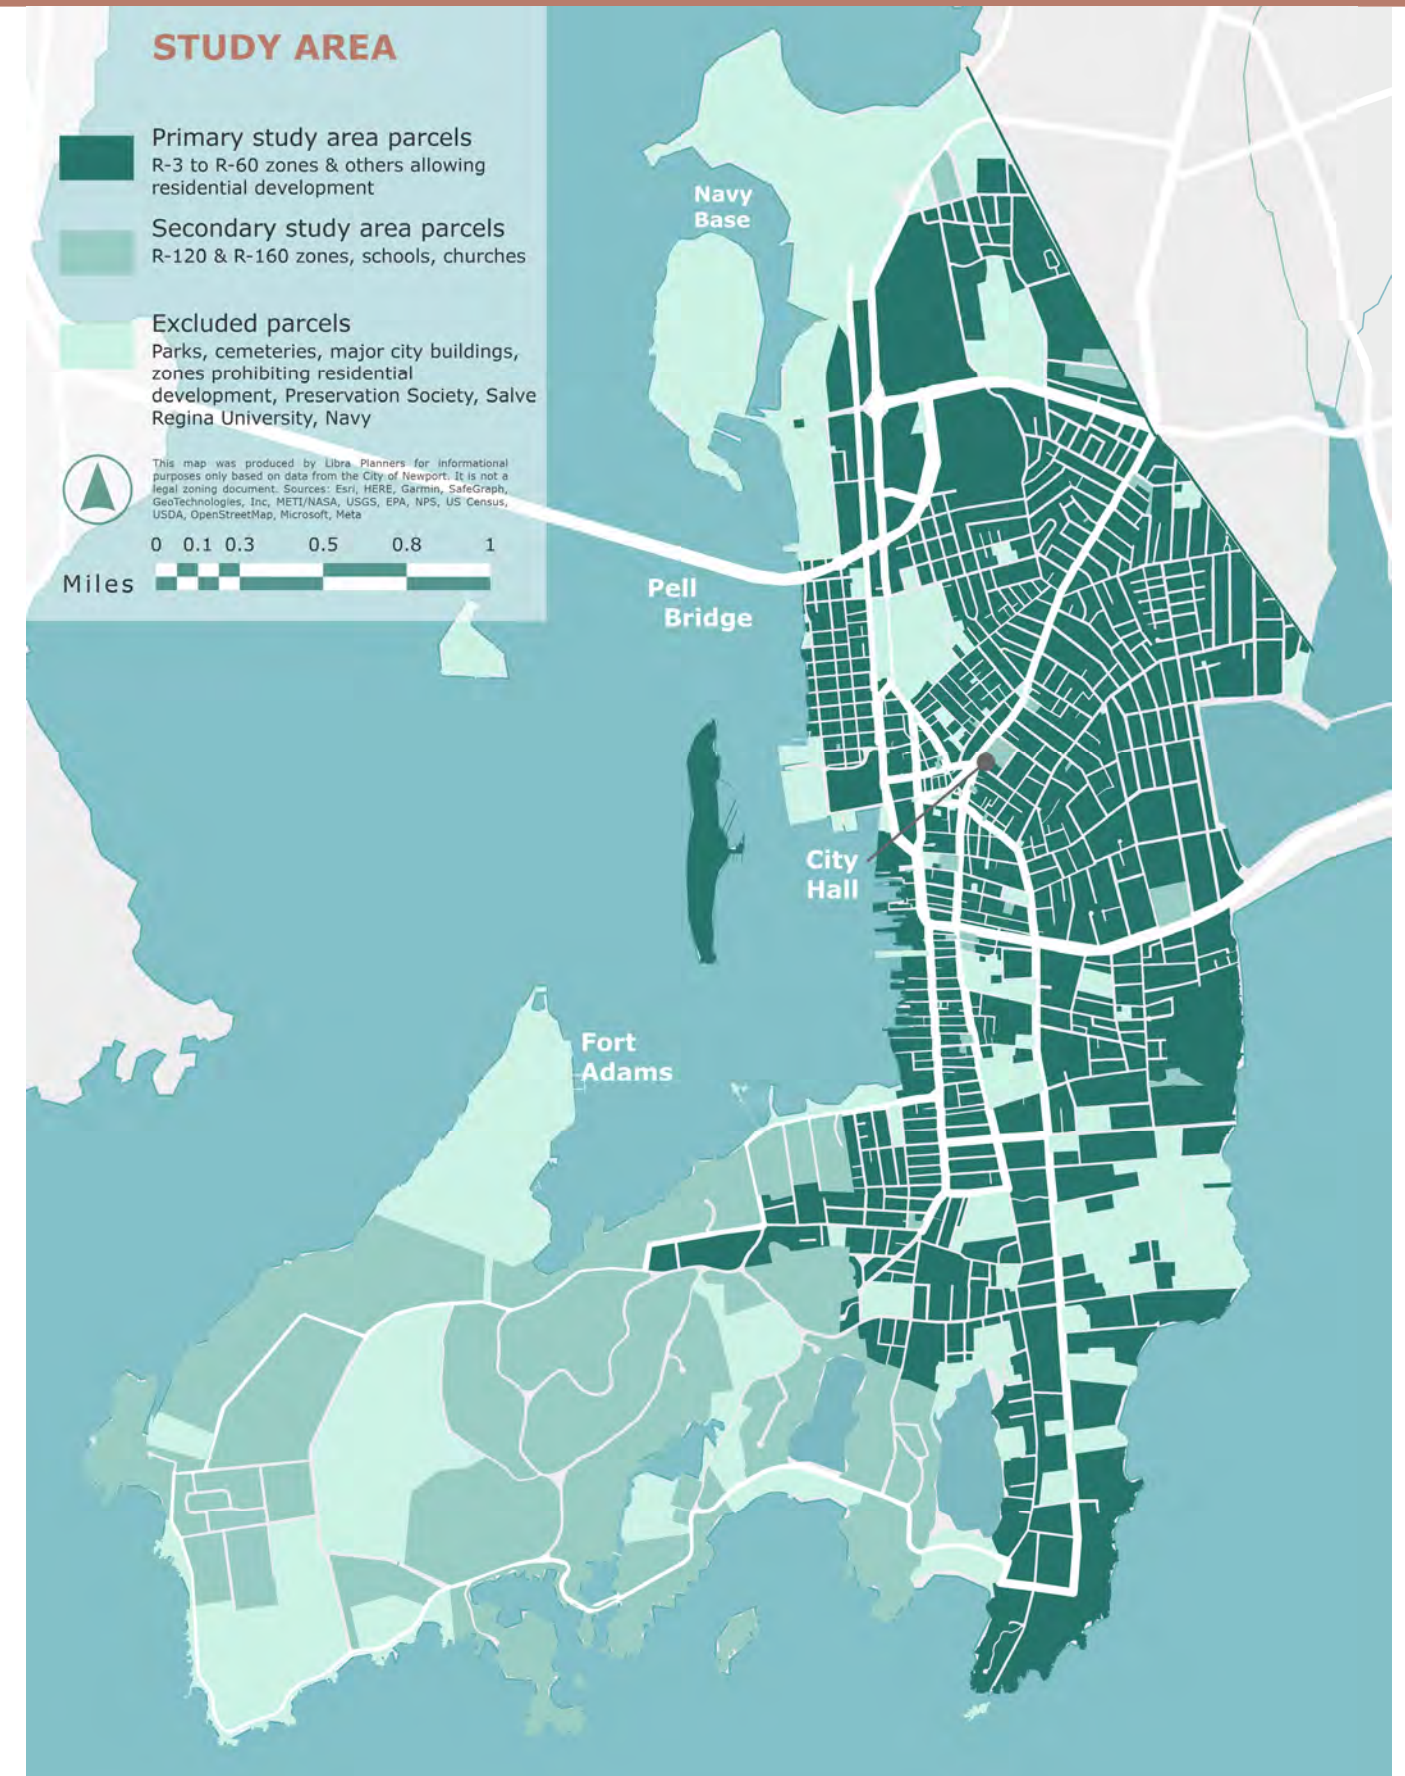 STUDY AREA
Primary study area parcels
R-3 to R-60 zones & others allowing
residential development
Secondary study area parcels
R-120 & R-160 zones, schools, churches
Excluded parcels
Parks, cemeteries, major city buildings,
zones prohibiting residential
development, Preservation Society, Salve
Regina University, Navy
This map was produced by Libra Planners for informational
purposes only based on data from the City of Newport. It is not a
legal zoning document. Sources: Esri, HERE, Garmin, SafeGraph,
GeoTechnologies, Inc, METI/NASA, USGS, EPA, NPS, US Census,
USDA, OpenStreetMap, Microsoft, Meta
0 0.1 0.3 0.5 0.8 1
Miles
Navy
Base
Pell
Bridge
City
Hall
Fort
Adams